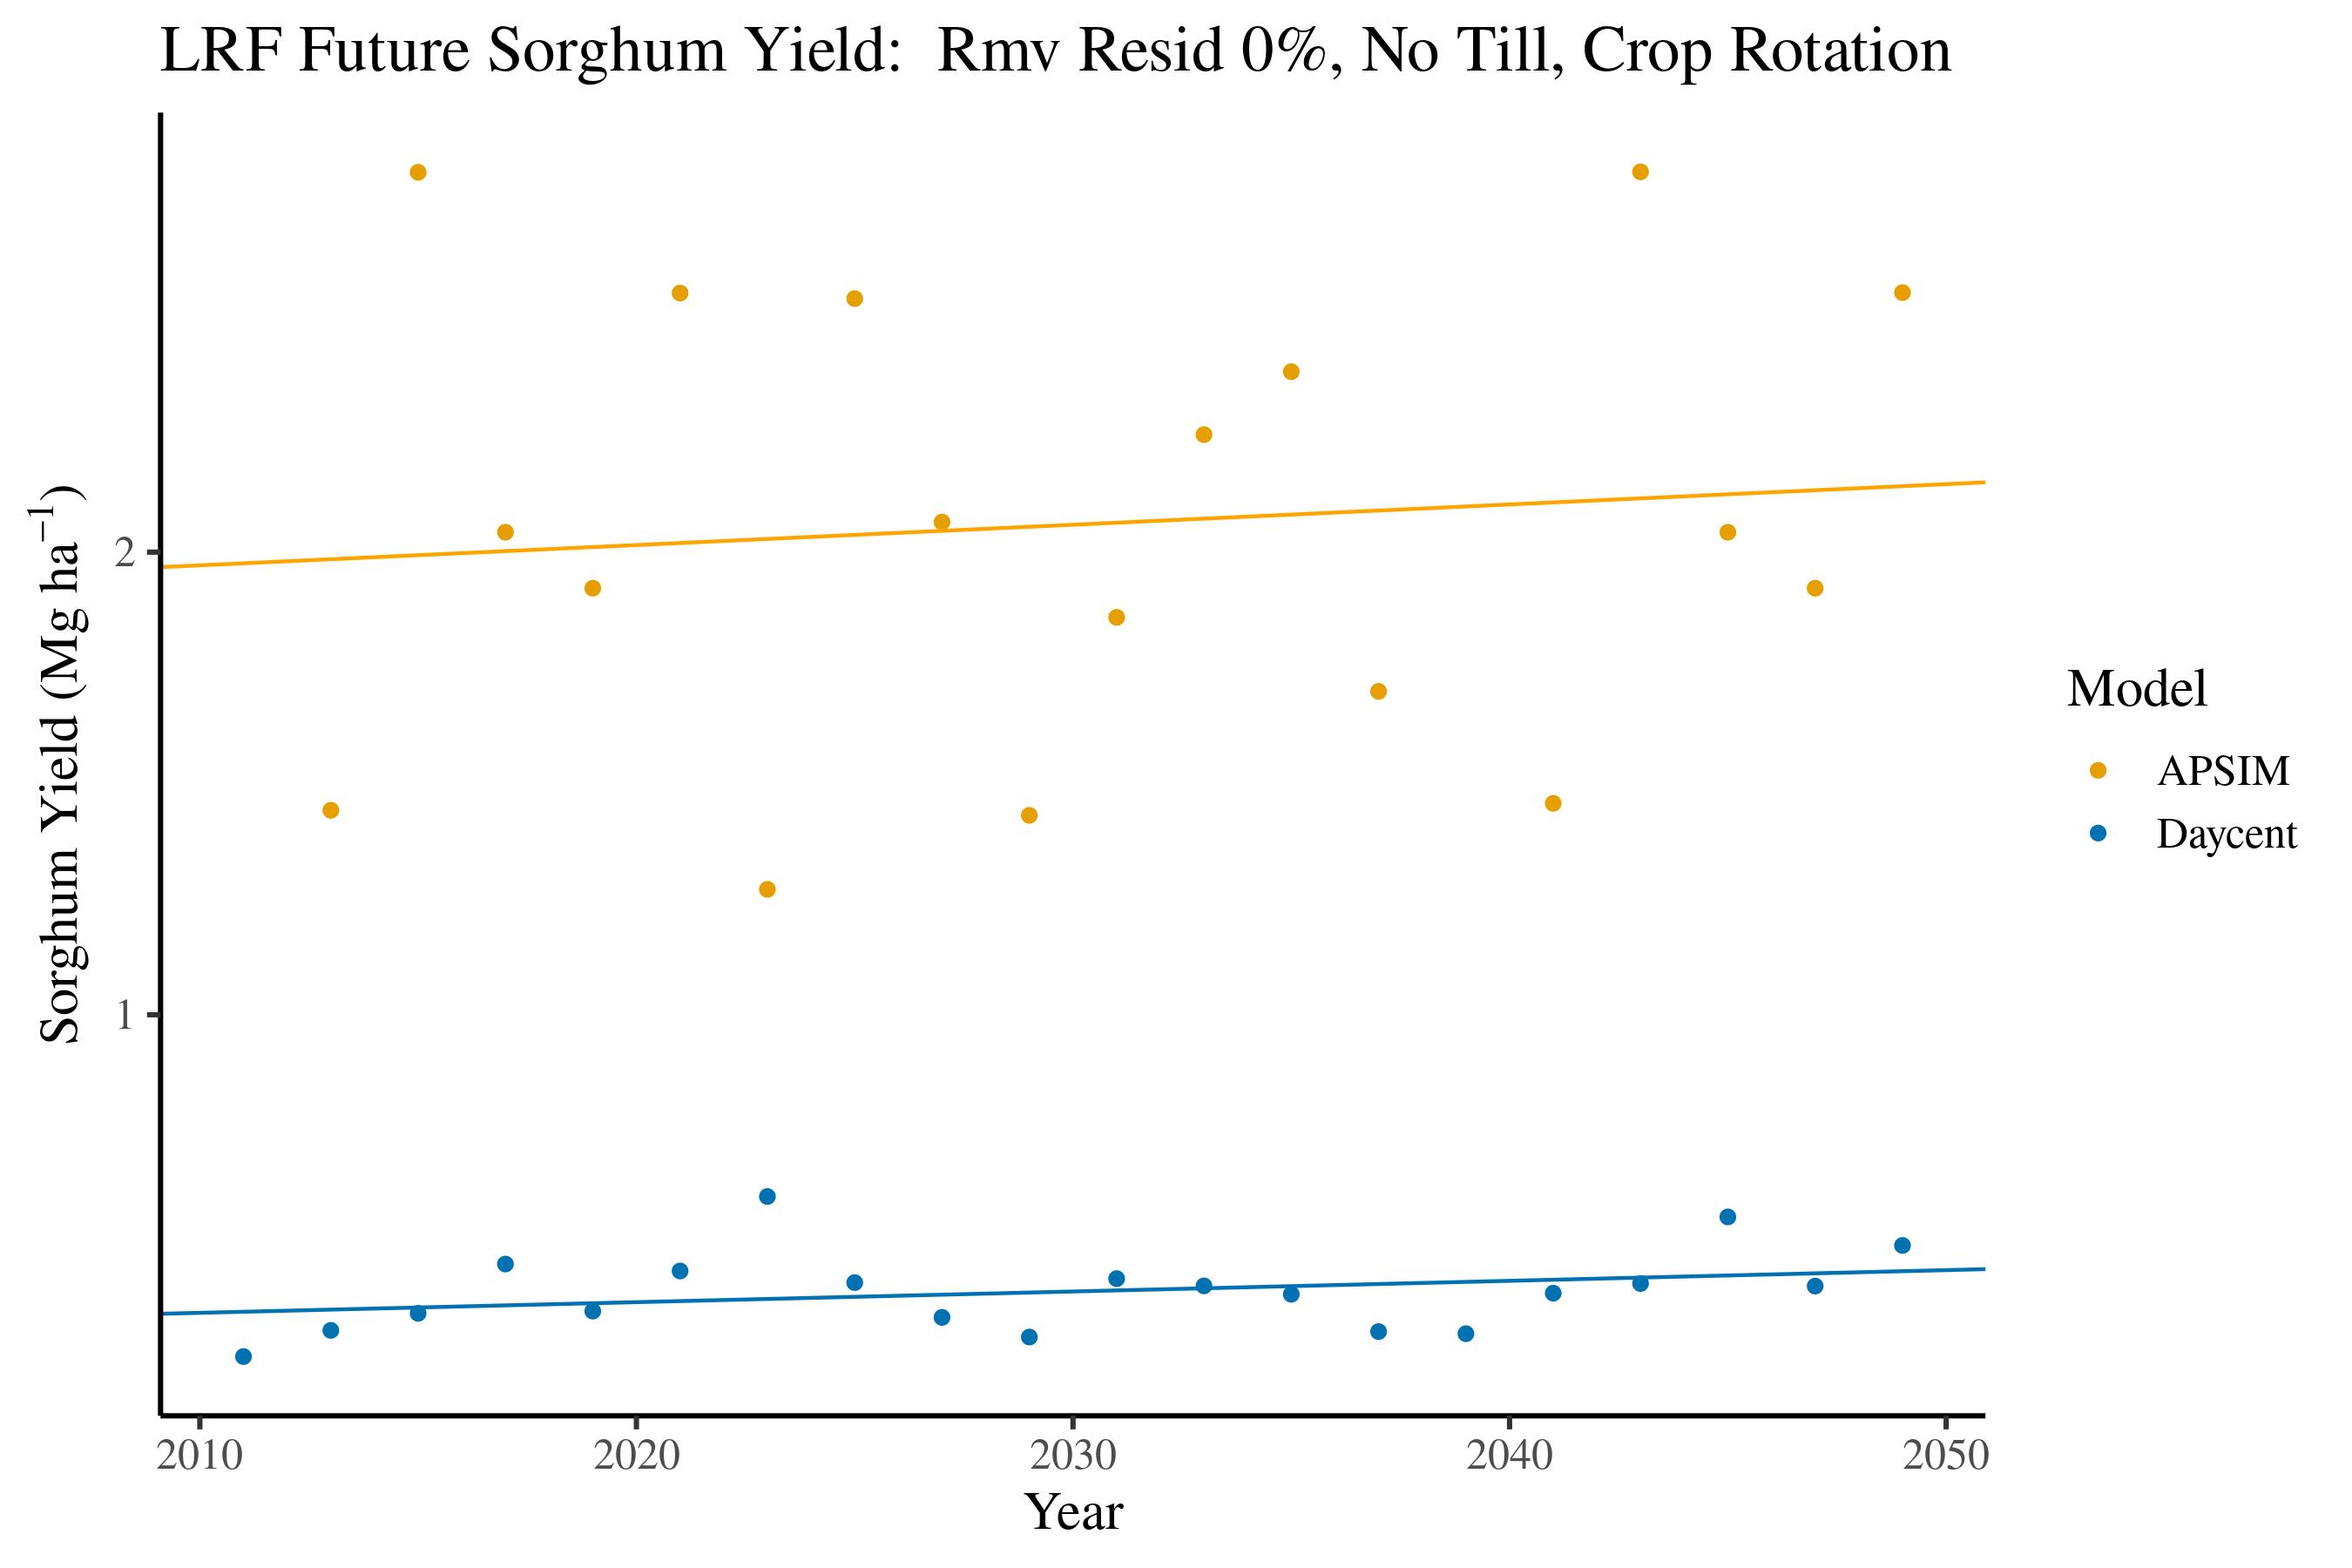 LRF Future Sorghum Yield:  Rmv Resid 0%, No Till, Crop Rotation
Sorghum Yield (Mg ha−1)
2
1
2010 2020 2030 2040 2050
Year
Model
APSIM
Daycent